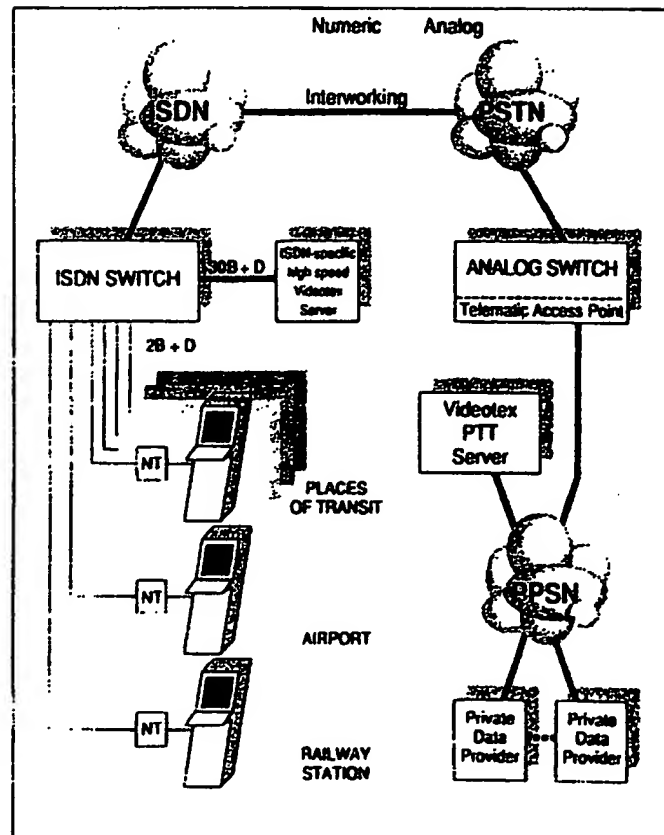 Numeric Analog
ISDN
Interworking
PSTN
ISDN SWITCH
30B + D
ISDN-specific
high speed
Videotex
Server
ANALOG SWITCH
Telematic Access Point
2B + D
Videotex
PTT
Server
NT
PLACES
OF TRANSIT
PPSN
NT
AIRPORT
Private
Data
Provider
Private
Data
Provider
NT
RAILWAY
STATION